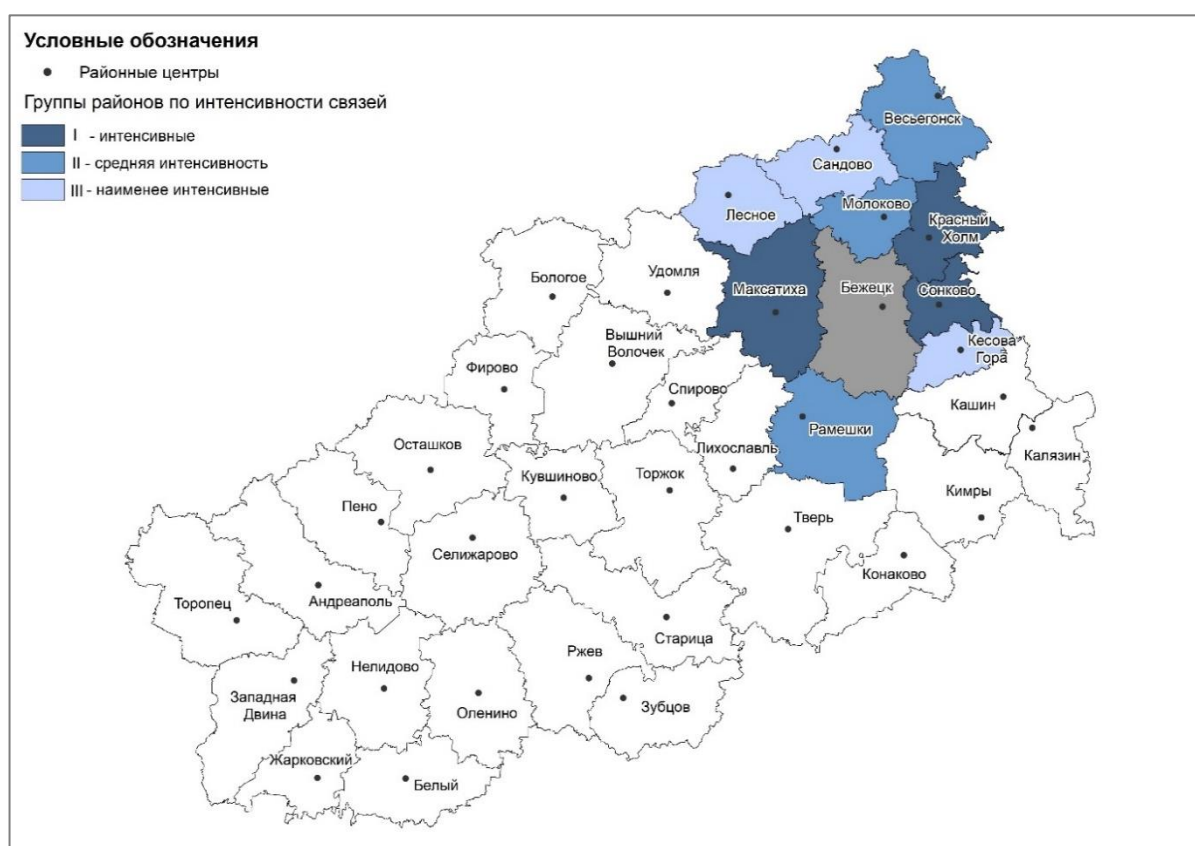 Условные обозначения
Районные центры
Группы районов по интенсивности связей
I - интенсивные
II - средняя интенсивность
III - наименее интенсивные
Весьегонск
Сандово
Лесное
Молоково
Красный
Холм
Бологое
Удомля
Максатиха
Бежецк
Сонково
Вышний
Волочек
Кесова
Гора
Фирово
Спирово
Кашин
Осташков
Рамешки
Лихославль
Калязин
Кувшиново
Торжок
Пено
Кимры
Тверь
Селижарово
Конаково
Торопец
Андреаполь
Старица
Ржев
Нелидово
Западная
Двина
Оленино
Зубцов
Жарковский
Белый